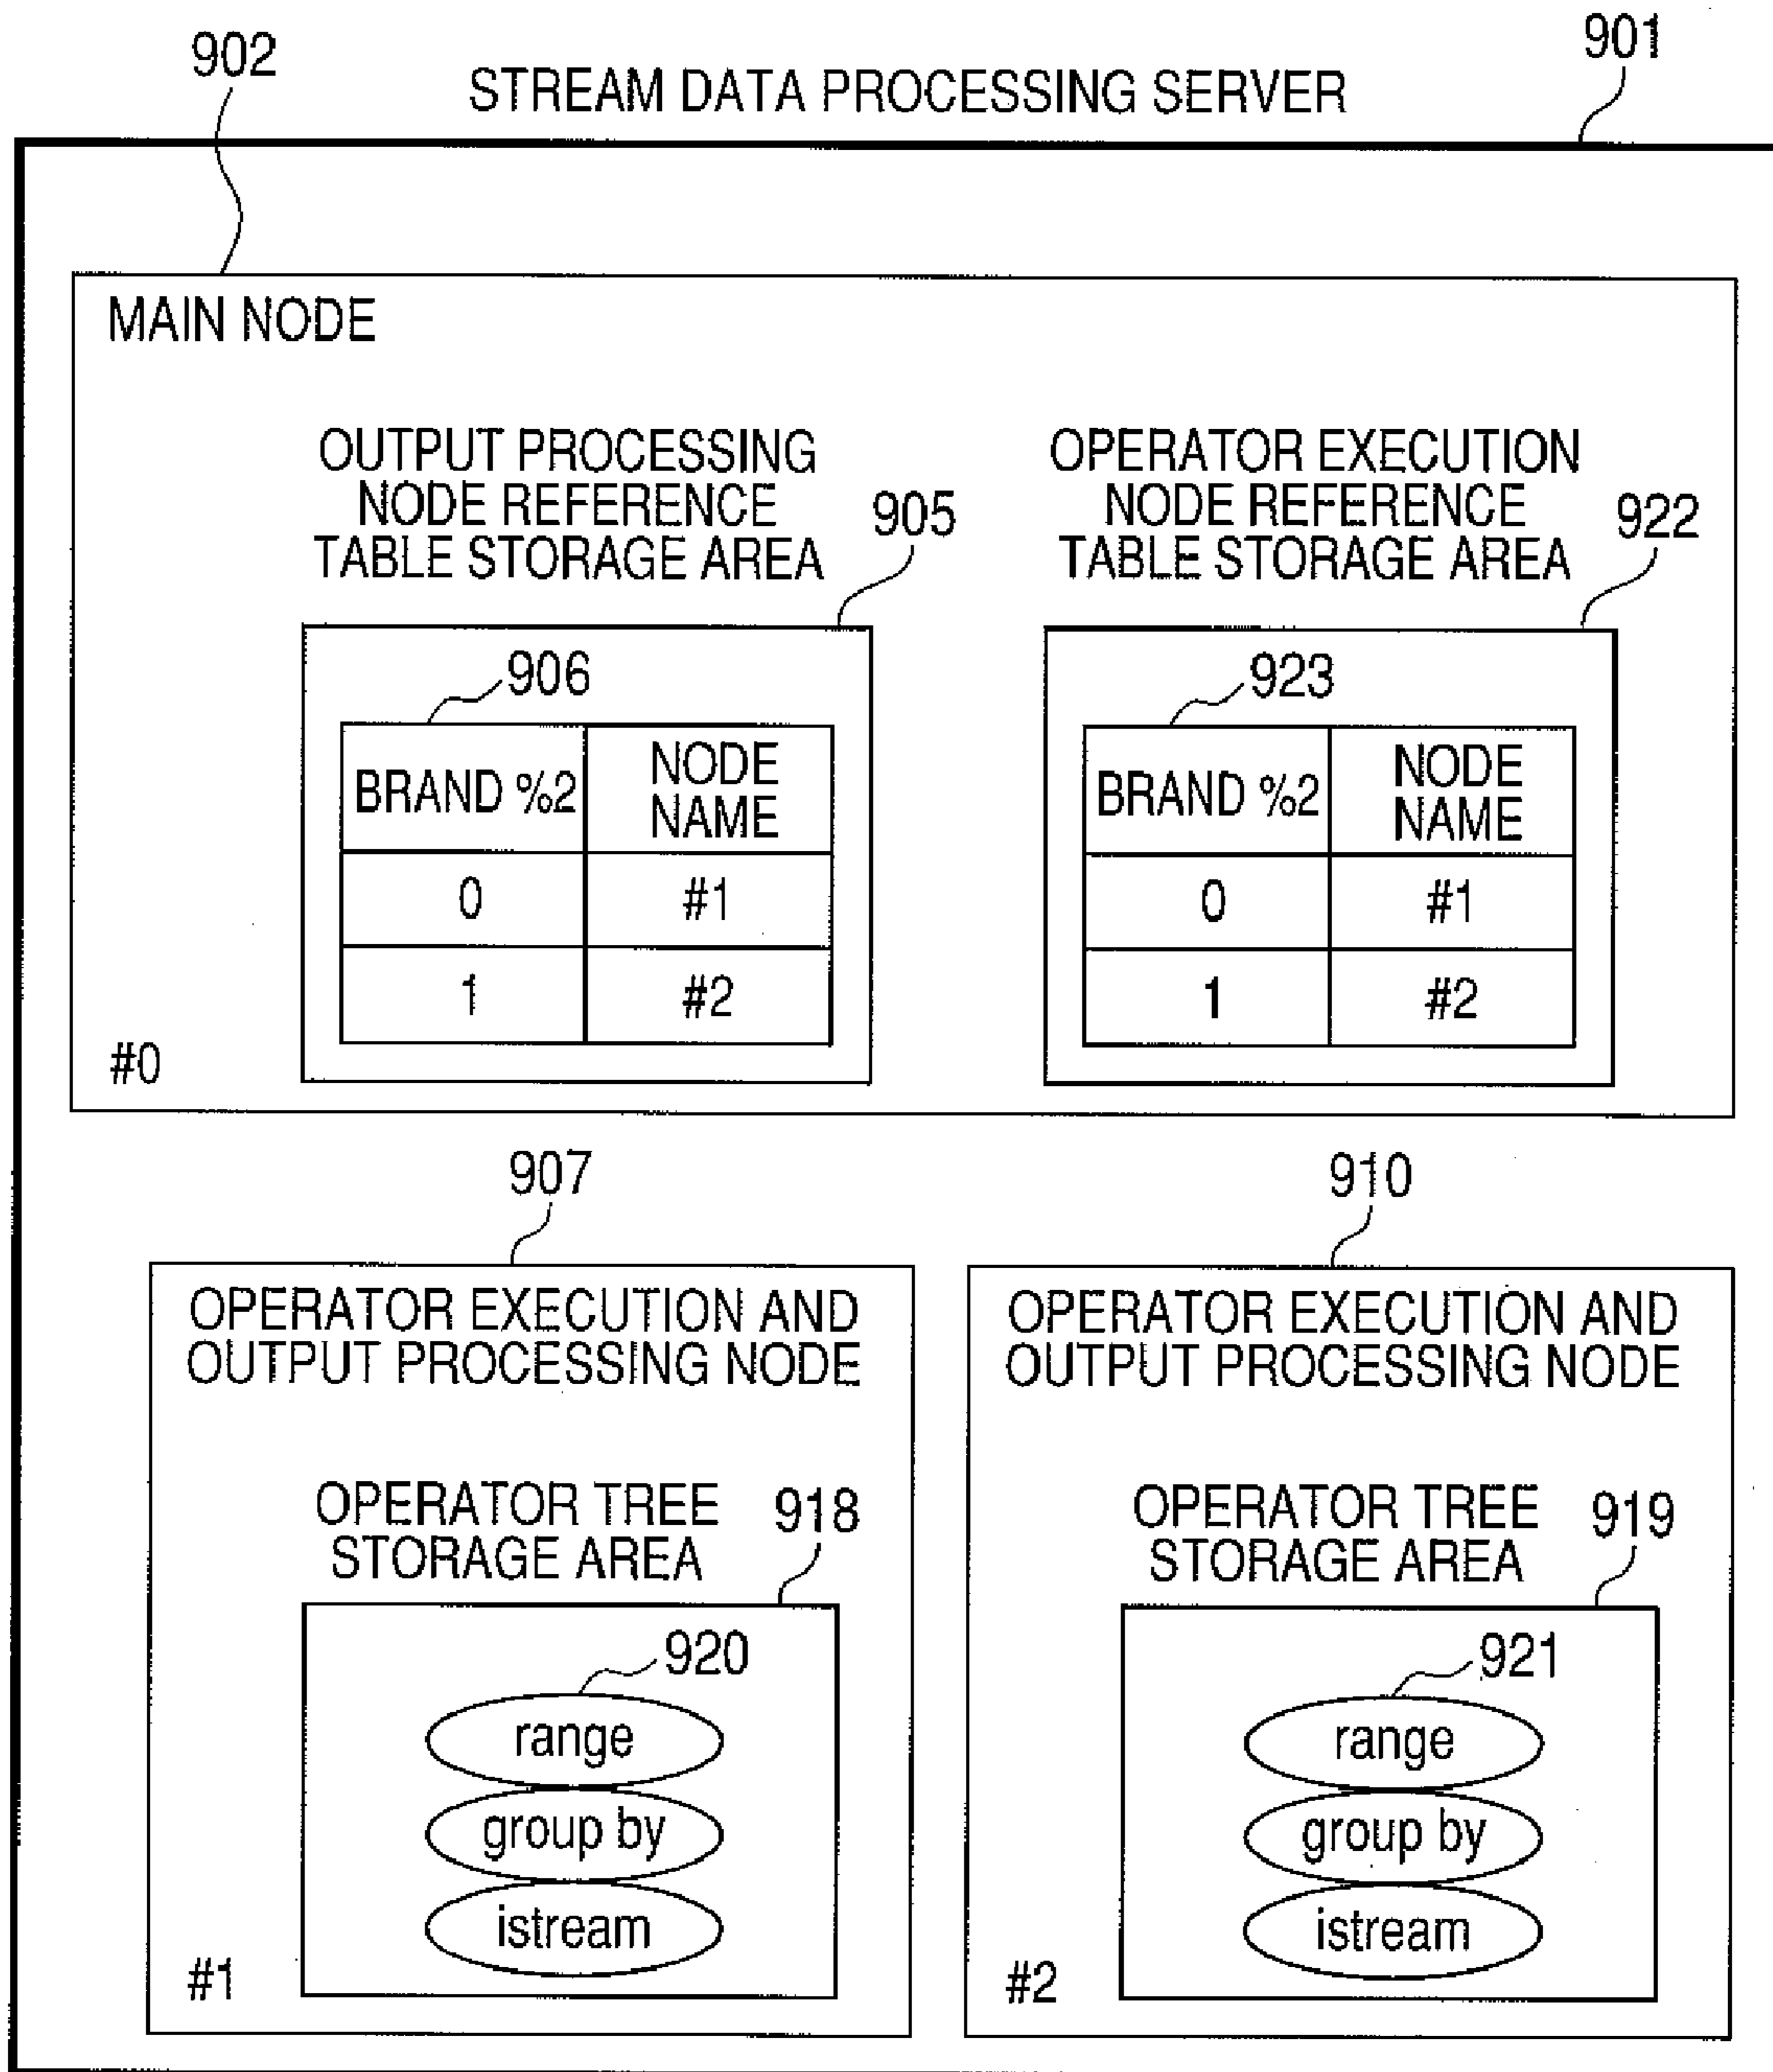 901
902
STREAM DATA PROCESSING SERVER
MAIN NODE
OUTPUT PROCESSING
NODE REFERENCE
TABLE STORAGE AREA
905
OPERATOR EXECUTION
NODE REFERENCE
TABLE STORAGE AREA
922
906
BRAND %2
NODE
NAME
0
#1
1
#2
923
BRAND %2
NODE
NAME
0
#1
1
#2
#0
907
OPERATOR EXECUTION AND
OUTPUT PROCESSING NODE
OPERATOR TREE
STORAGE AREA
918
920
range
group by
istream
#1
910
OPERATOR EXECUTION AND
OUTPUT PROCESSING NODE
OPERATOR TREE
STORAGE AREA
919
921
range
group by
istream
#2